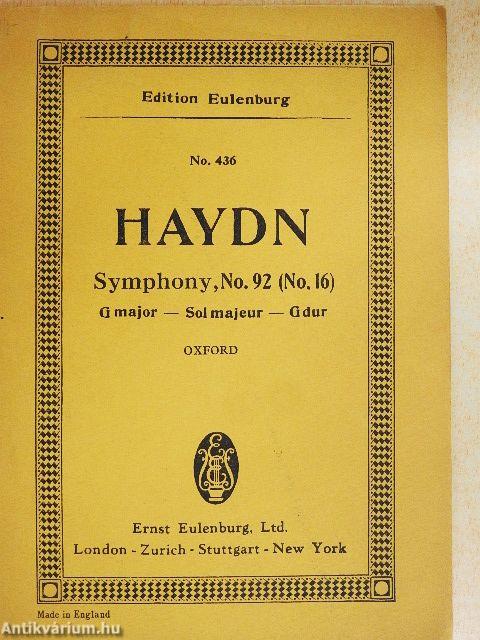 Edition Eulenburg
No. 436
HAYDN
Symphony, No. 92 (No. 16)
G major — Sol majeur — G dur
OXFORD
E
Ernst Eulenburg, Ltd.
London - Zurich - Stuttgart - New York
Made in England
Antikvárium.hu